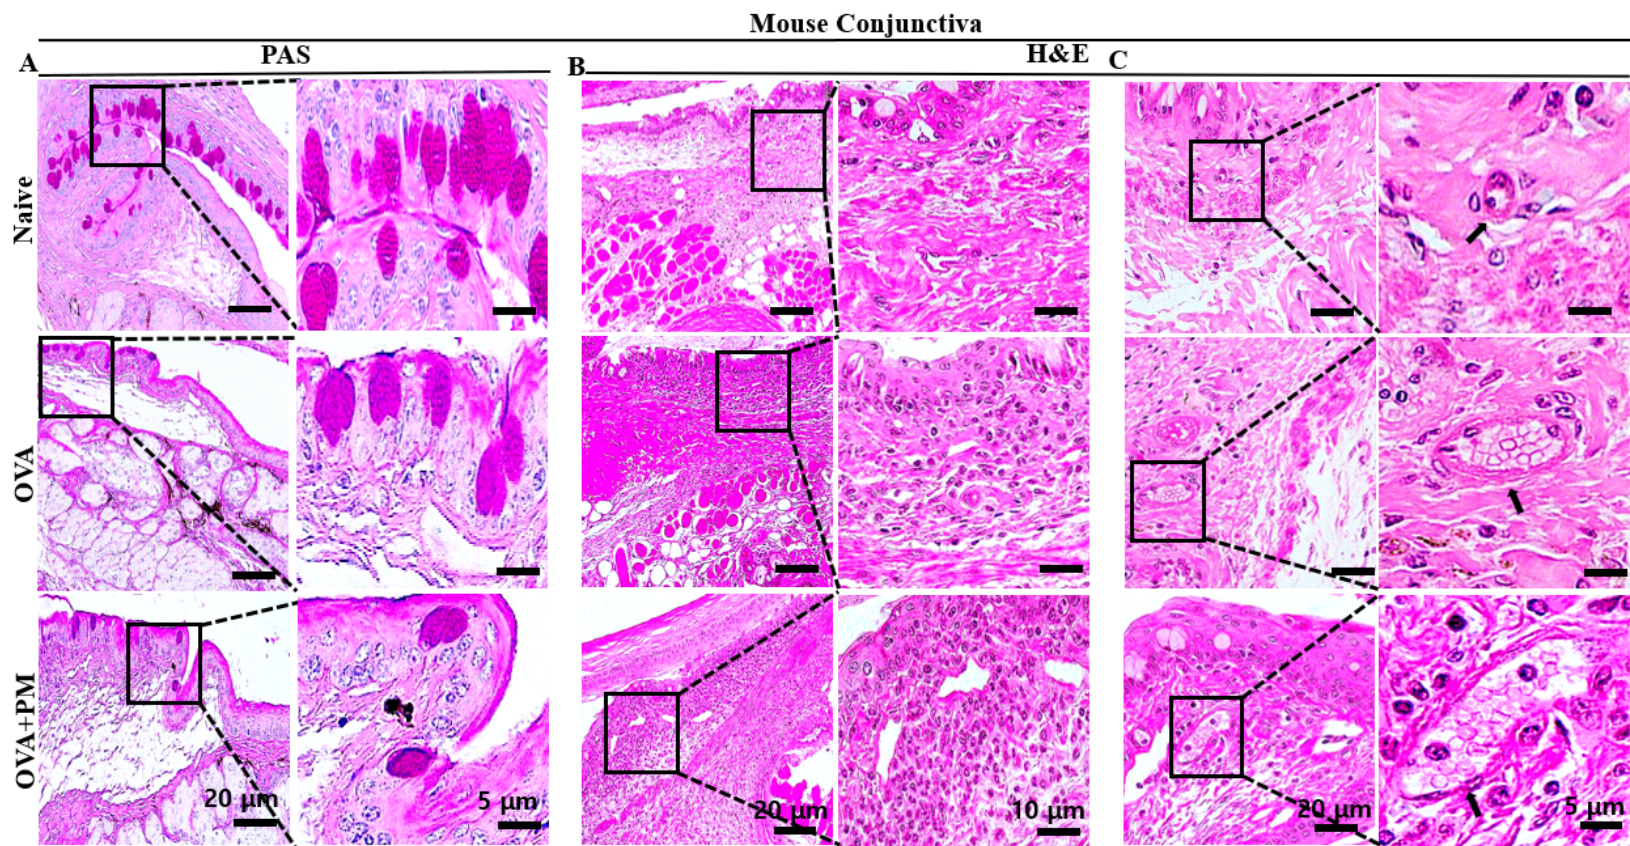 Mouse Conjunctiva
A PAS B H&E C
Naive
OVA
OVA+PM
20 μm 5 μm 20 μm 10 μm 20 μm 5 μm